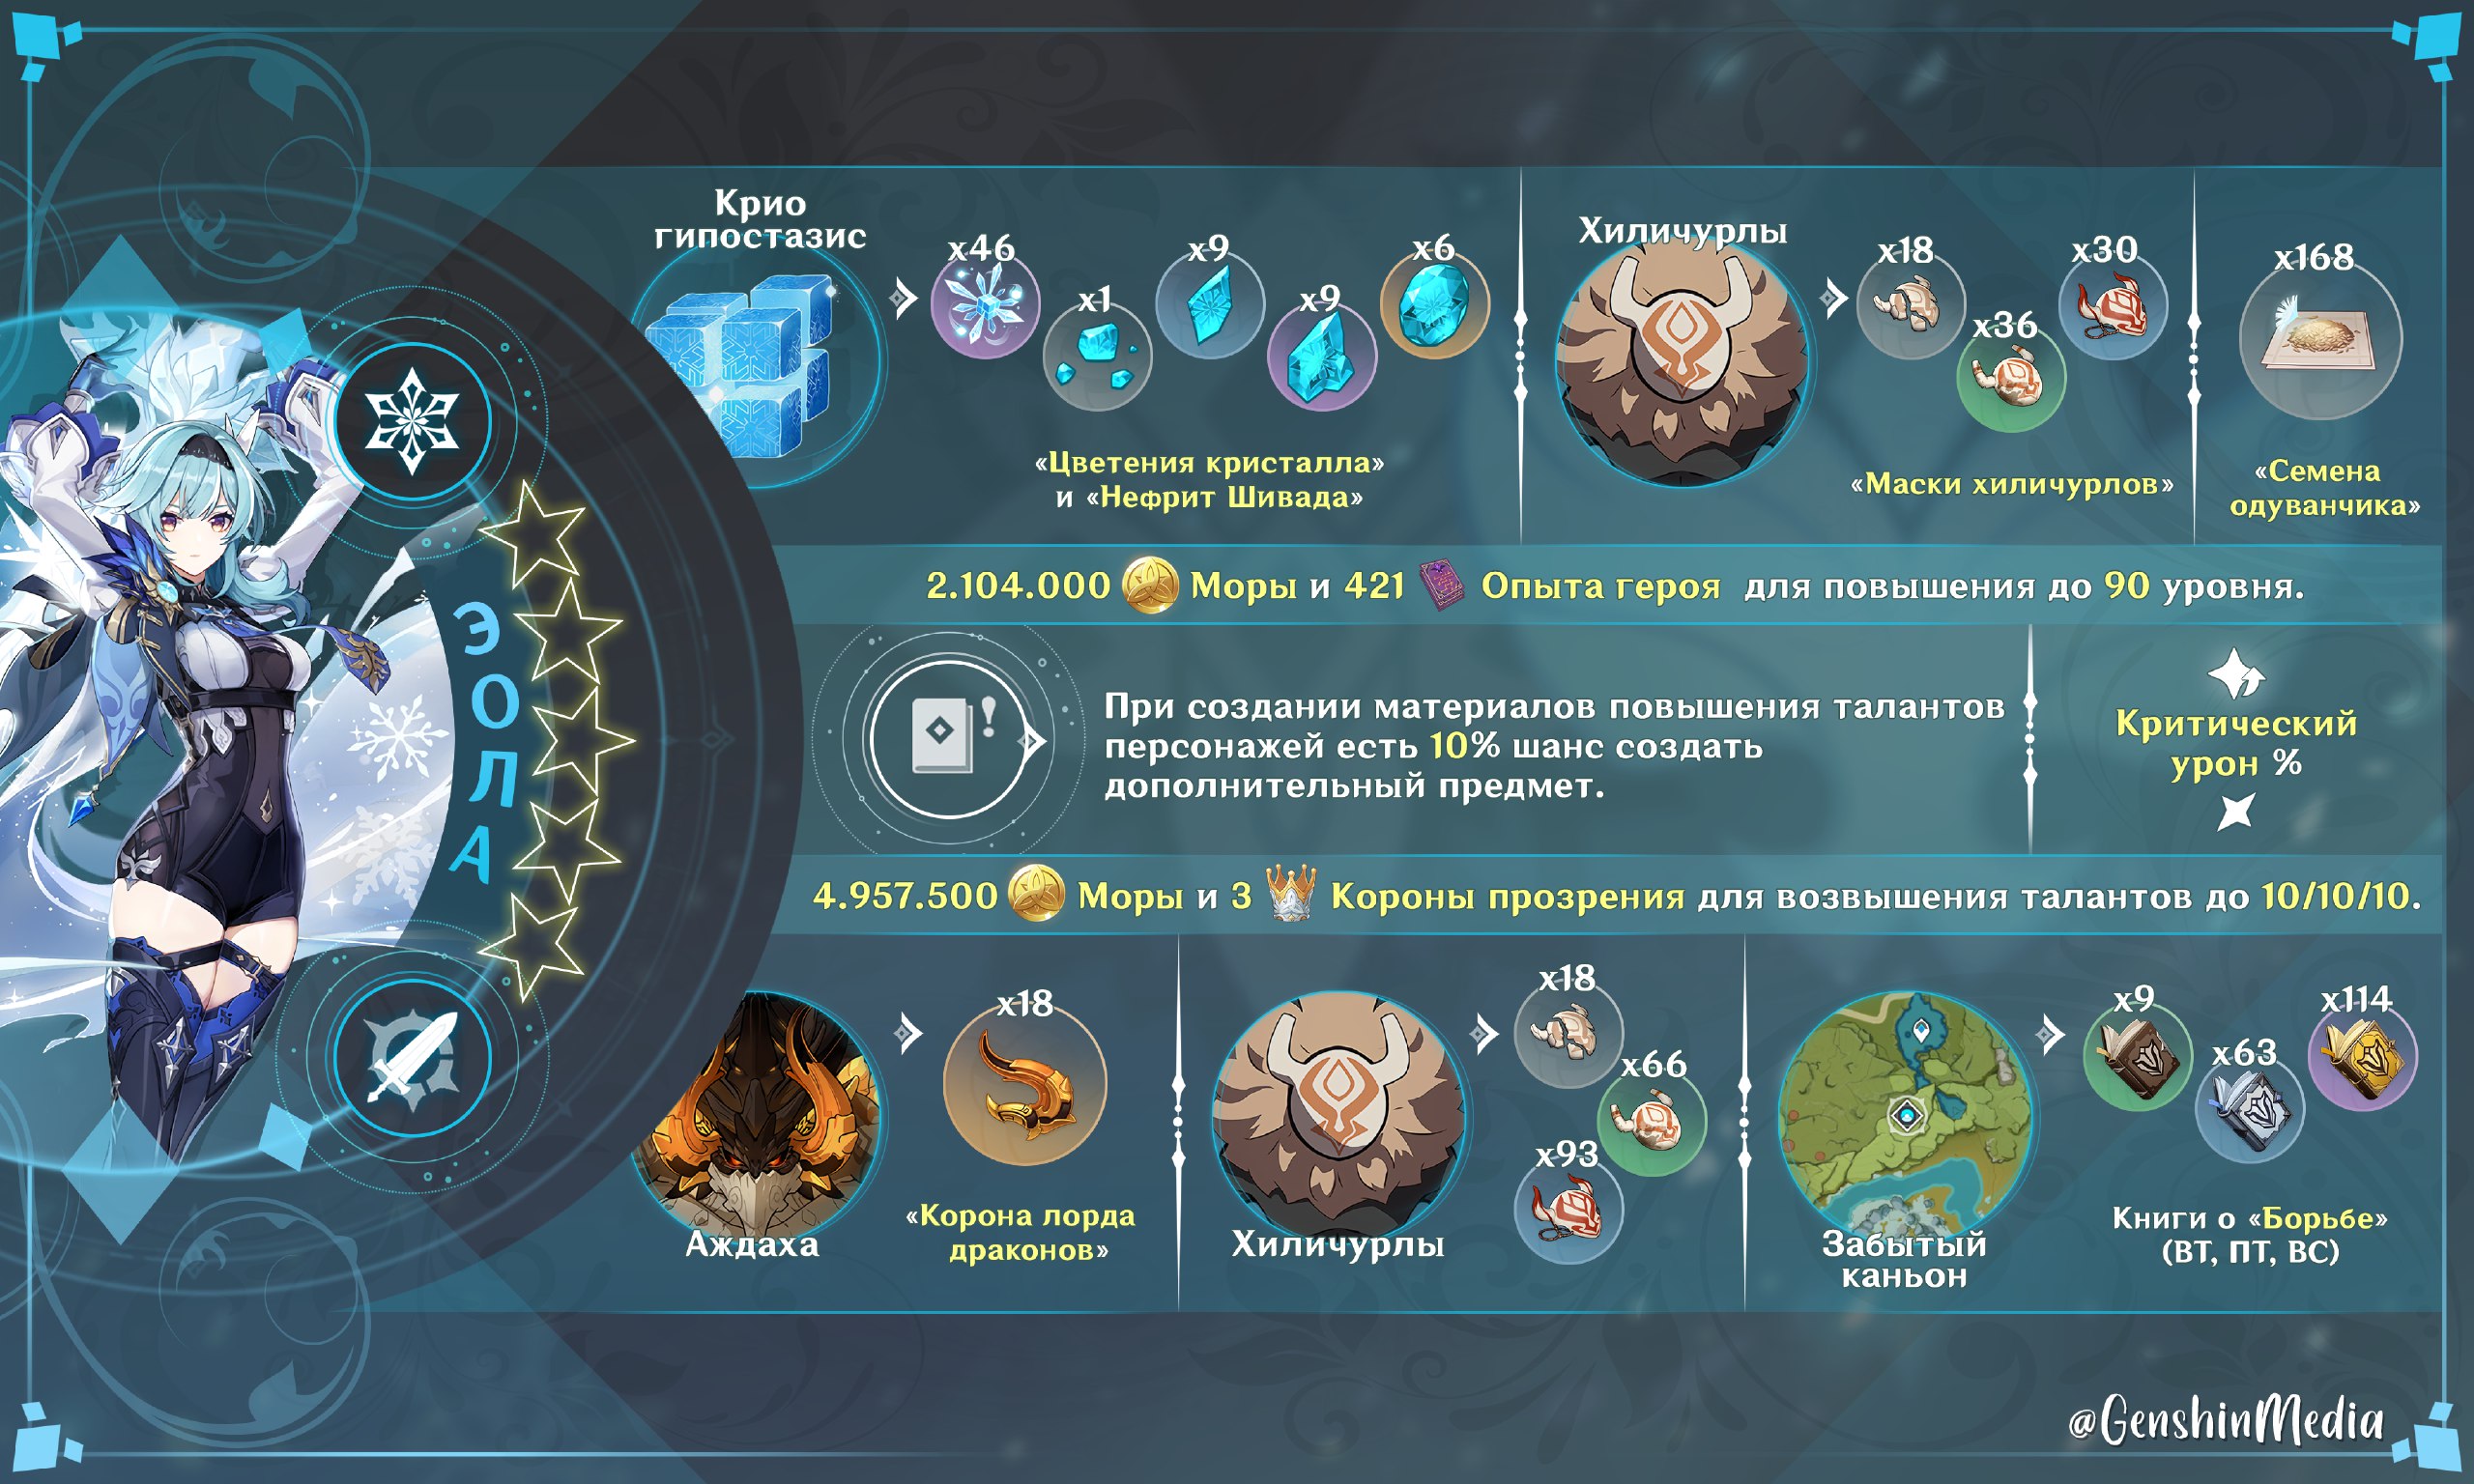 ЭОЛА
Крио
гипостазис
x46
x1
x9
x9
x6
«Цветения кристалла»
и «Нефрит Шивада»
Хиличурлы
x18
x36
x30
«Маски хиличурлов»
x168
«Семена
одуванчика»
2.104.000 Моры и 421 Опыта героя для повышения до 90 уровня.
При создании материалов повышения талантов
персонажей есть 10% шанс создать
дополнительный предмет.
Критический
урон %
4.957.500 Моры и 3 Короны прозрения для возвышения талантов до 10/10/10.
Аждаха
x18
«Корона лорда
драконов»
Хиличурлы
x18
x66
x93
Забытый
каньон
x9
x63
x114
Книги о «Борьбе»
(ВТ, ПТ, ВС)
@GenshinMedia